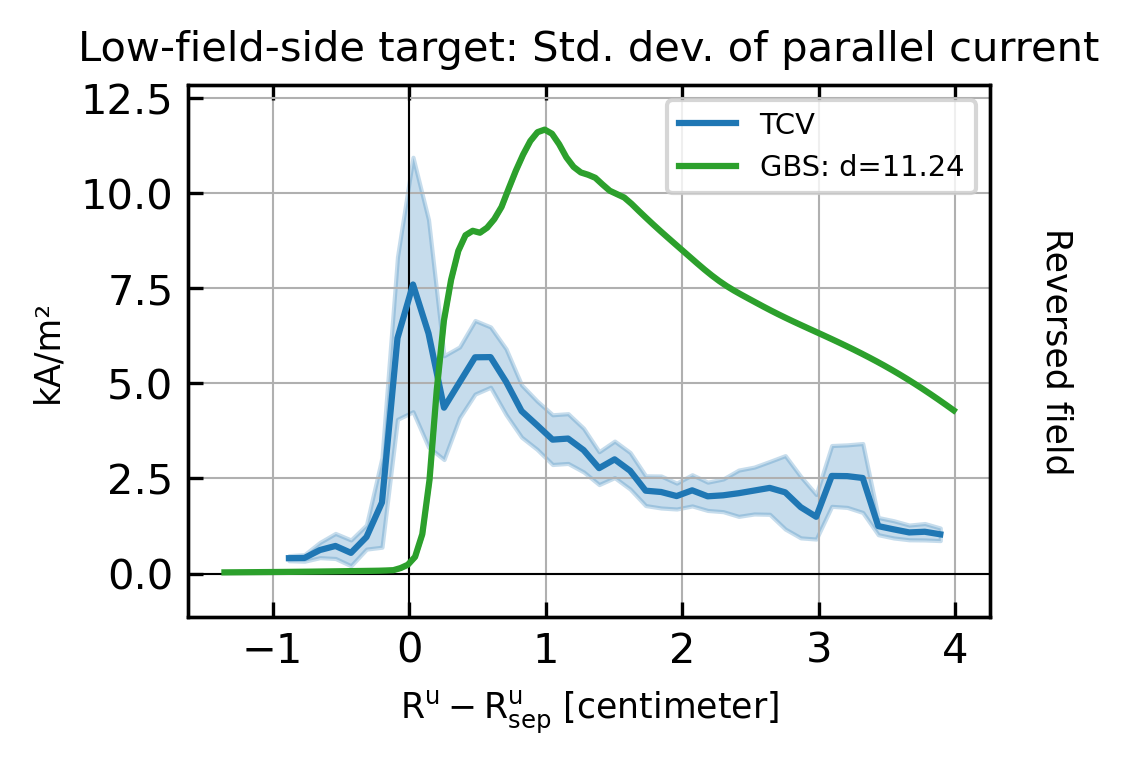 Low-field-side target: Std. dev. of parallel current
12.5
10.0
7.5
5.0
2.5
0.0
kA/m²
TCV
GBS: d=11.24
Reversed field
−1 0 1 2 3 4
Rᵘ − Rᵘsep [centimeter]